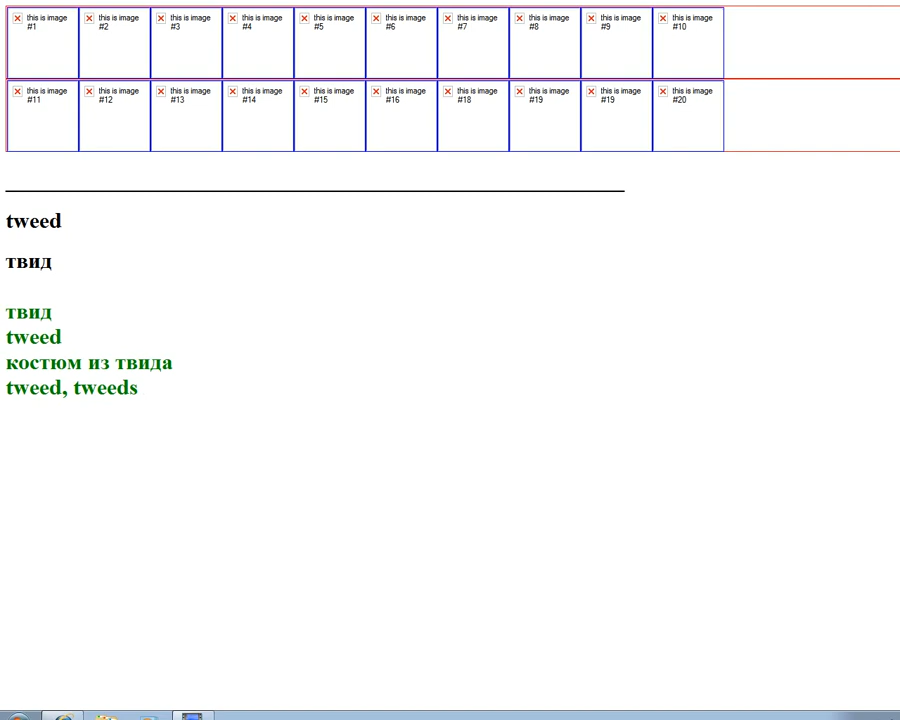 this is image #1 this is image #2 this is image #3 this is image #4 this is image #5 this is image #6 this is image #7 this is image #8 this is image #9 this is image #10
this is image #11 this is image #12 this is image #13 this is image #14 this is image #15 this is image #16 this is image #18 this is image #19 this is image #19 this is image #20
tweed
твид
твид
tweed
костюм из твида
tweed, tweeds